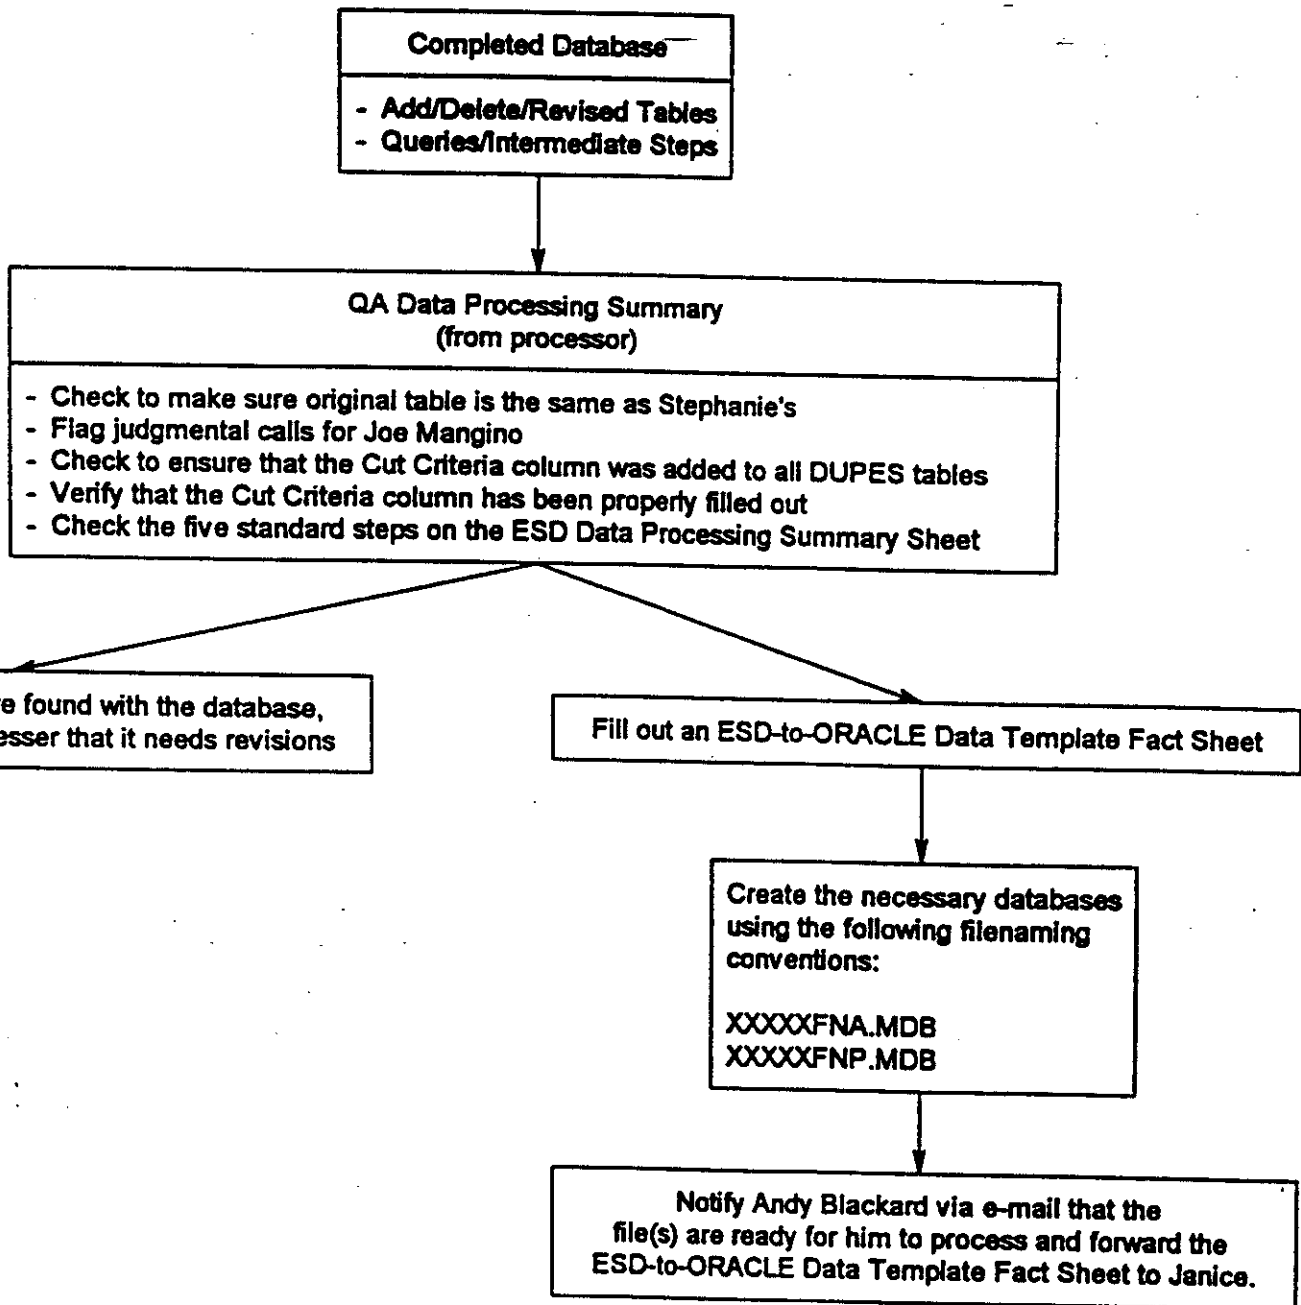 Completed Database
- Add/Delete/Revised Tables
- Queries/Intermediate Steps
QA Data Processing Summary
(from processor)
- Check to make sure original table is the same as Stephanie's
- Flag judgmental calls for Joe Mangino
- Check to ensure that the Cut Criteria column was added to all DUPES tables
- Verify that the Cut Criteria column has been properly filled out
- Check the five standard steps on the ESD Data Processing Summary Sheet
found with the database,
that it needs revisions
Fill out an ESD-to-ORACLE Data Template Fact Sheet
Create the necessary databases
using the following filenaming
conventions:
XXXXXFNA.MDB
XXXXXFNP.MDB
Notify Andy Blackard via e-mail that the
file(s) are ready for him to process and forward the
ESD-to-ORACLE Data Template Fact Sheet to Janice.